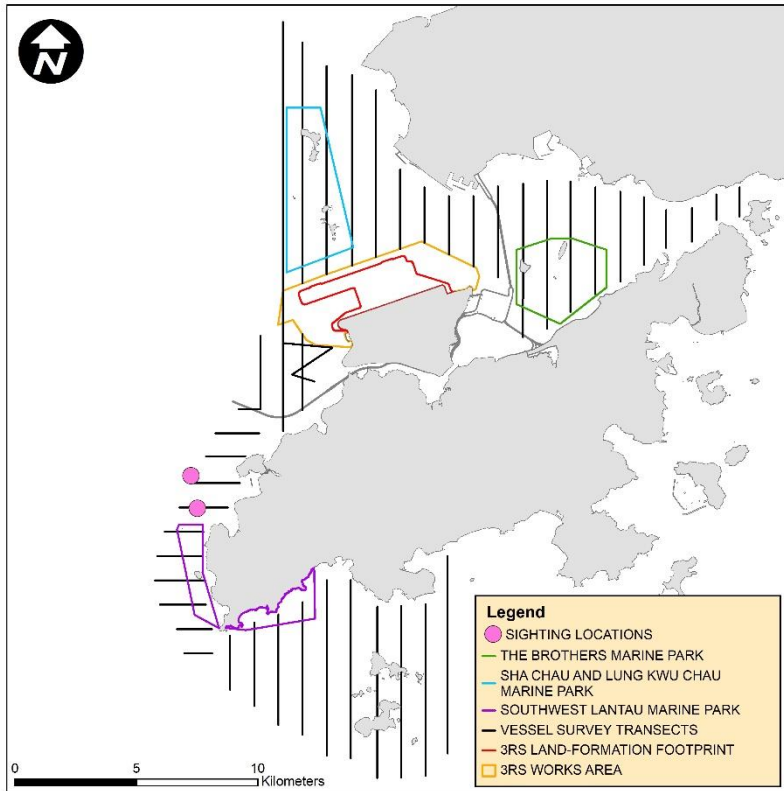 N
Legend
SIGHTING LOCATIONS
THE BROTHERS MARINE PARK
SHA CHAU AND LUNG KWU CHAU
MARINE PARK
SOUTHWEST LANTAU MARINE PARK
VESSEL SURVEY TRANSECTS
3RS LAND-FORMATION FOOTPRINT
3RS WORKS AREA
0 5 10
Kilometers